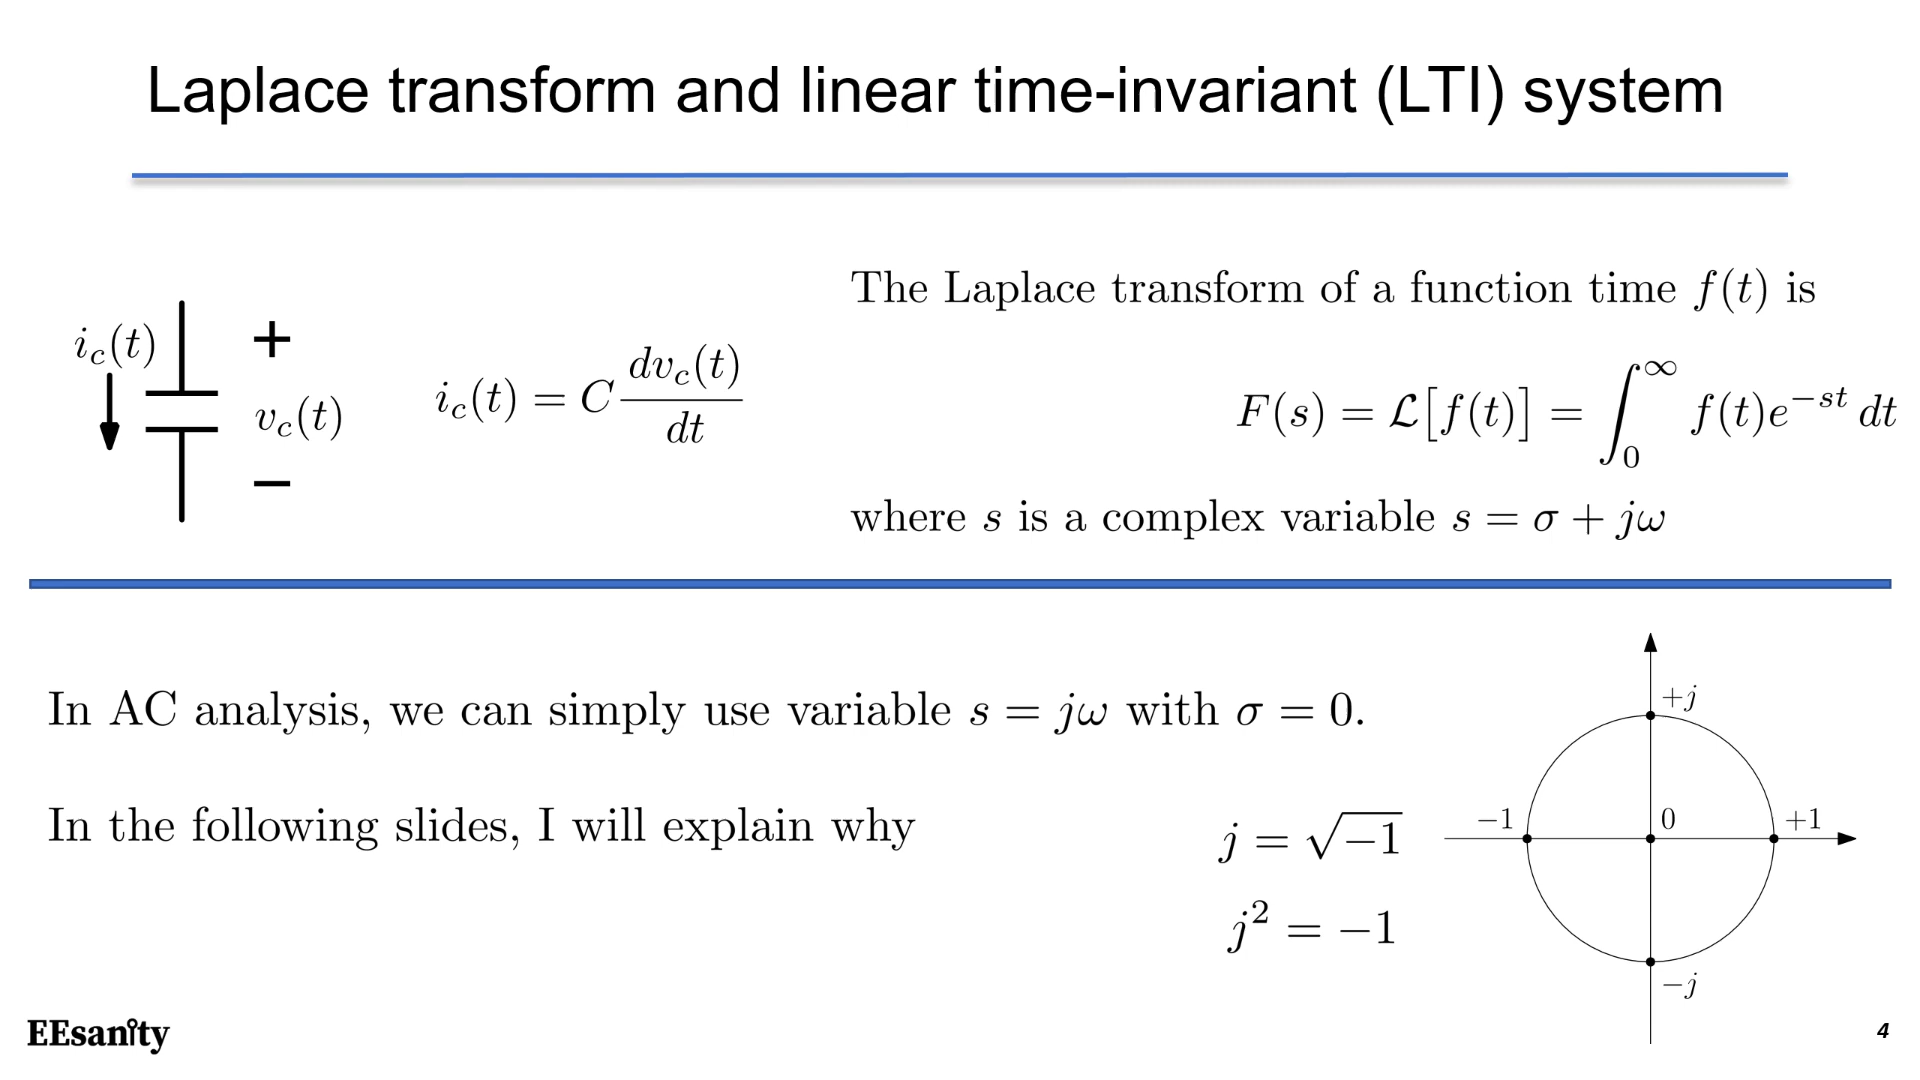 Laplace transform and linear time-invariant (LTI) system
i_c(t)
+
v_c(t)
−
i_c(t) = C dv_c(t)/dt
The Laplace transform of a function time f(t) is
F(s) = ℒ[f(t)] = ∫_0^∞ f(t)e^{−st} dt
where s is a complex variable s = σ + jω
In AC analysis, we can simply use variable s = jω with σ = 0.
In the following slides, I will explain why
j = √−1
j² = −1
+j
−1
0
+1
−j
EEsanity
4